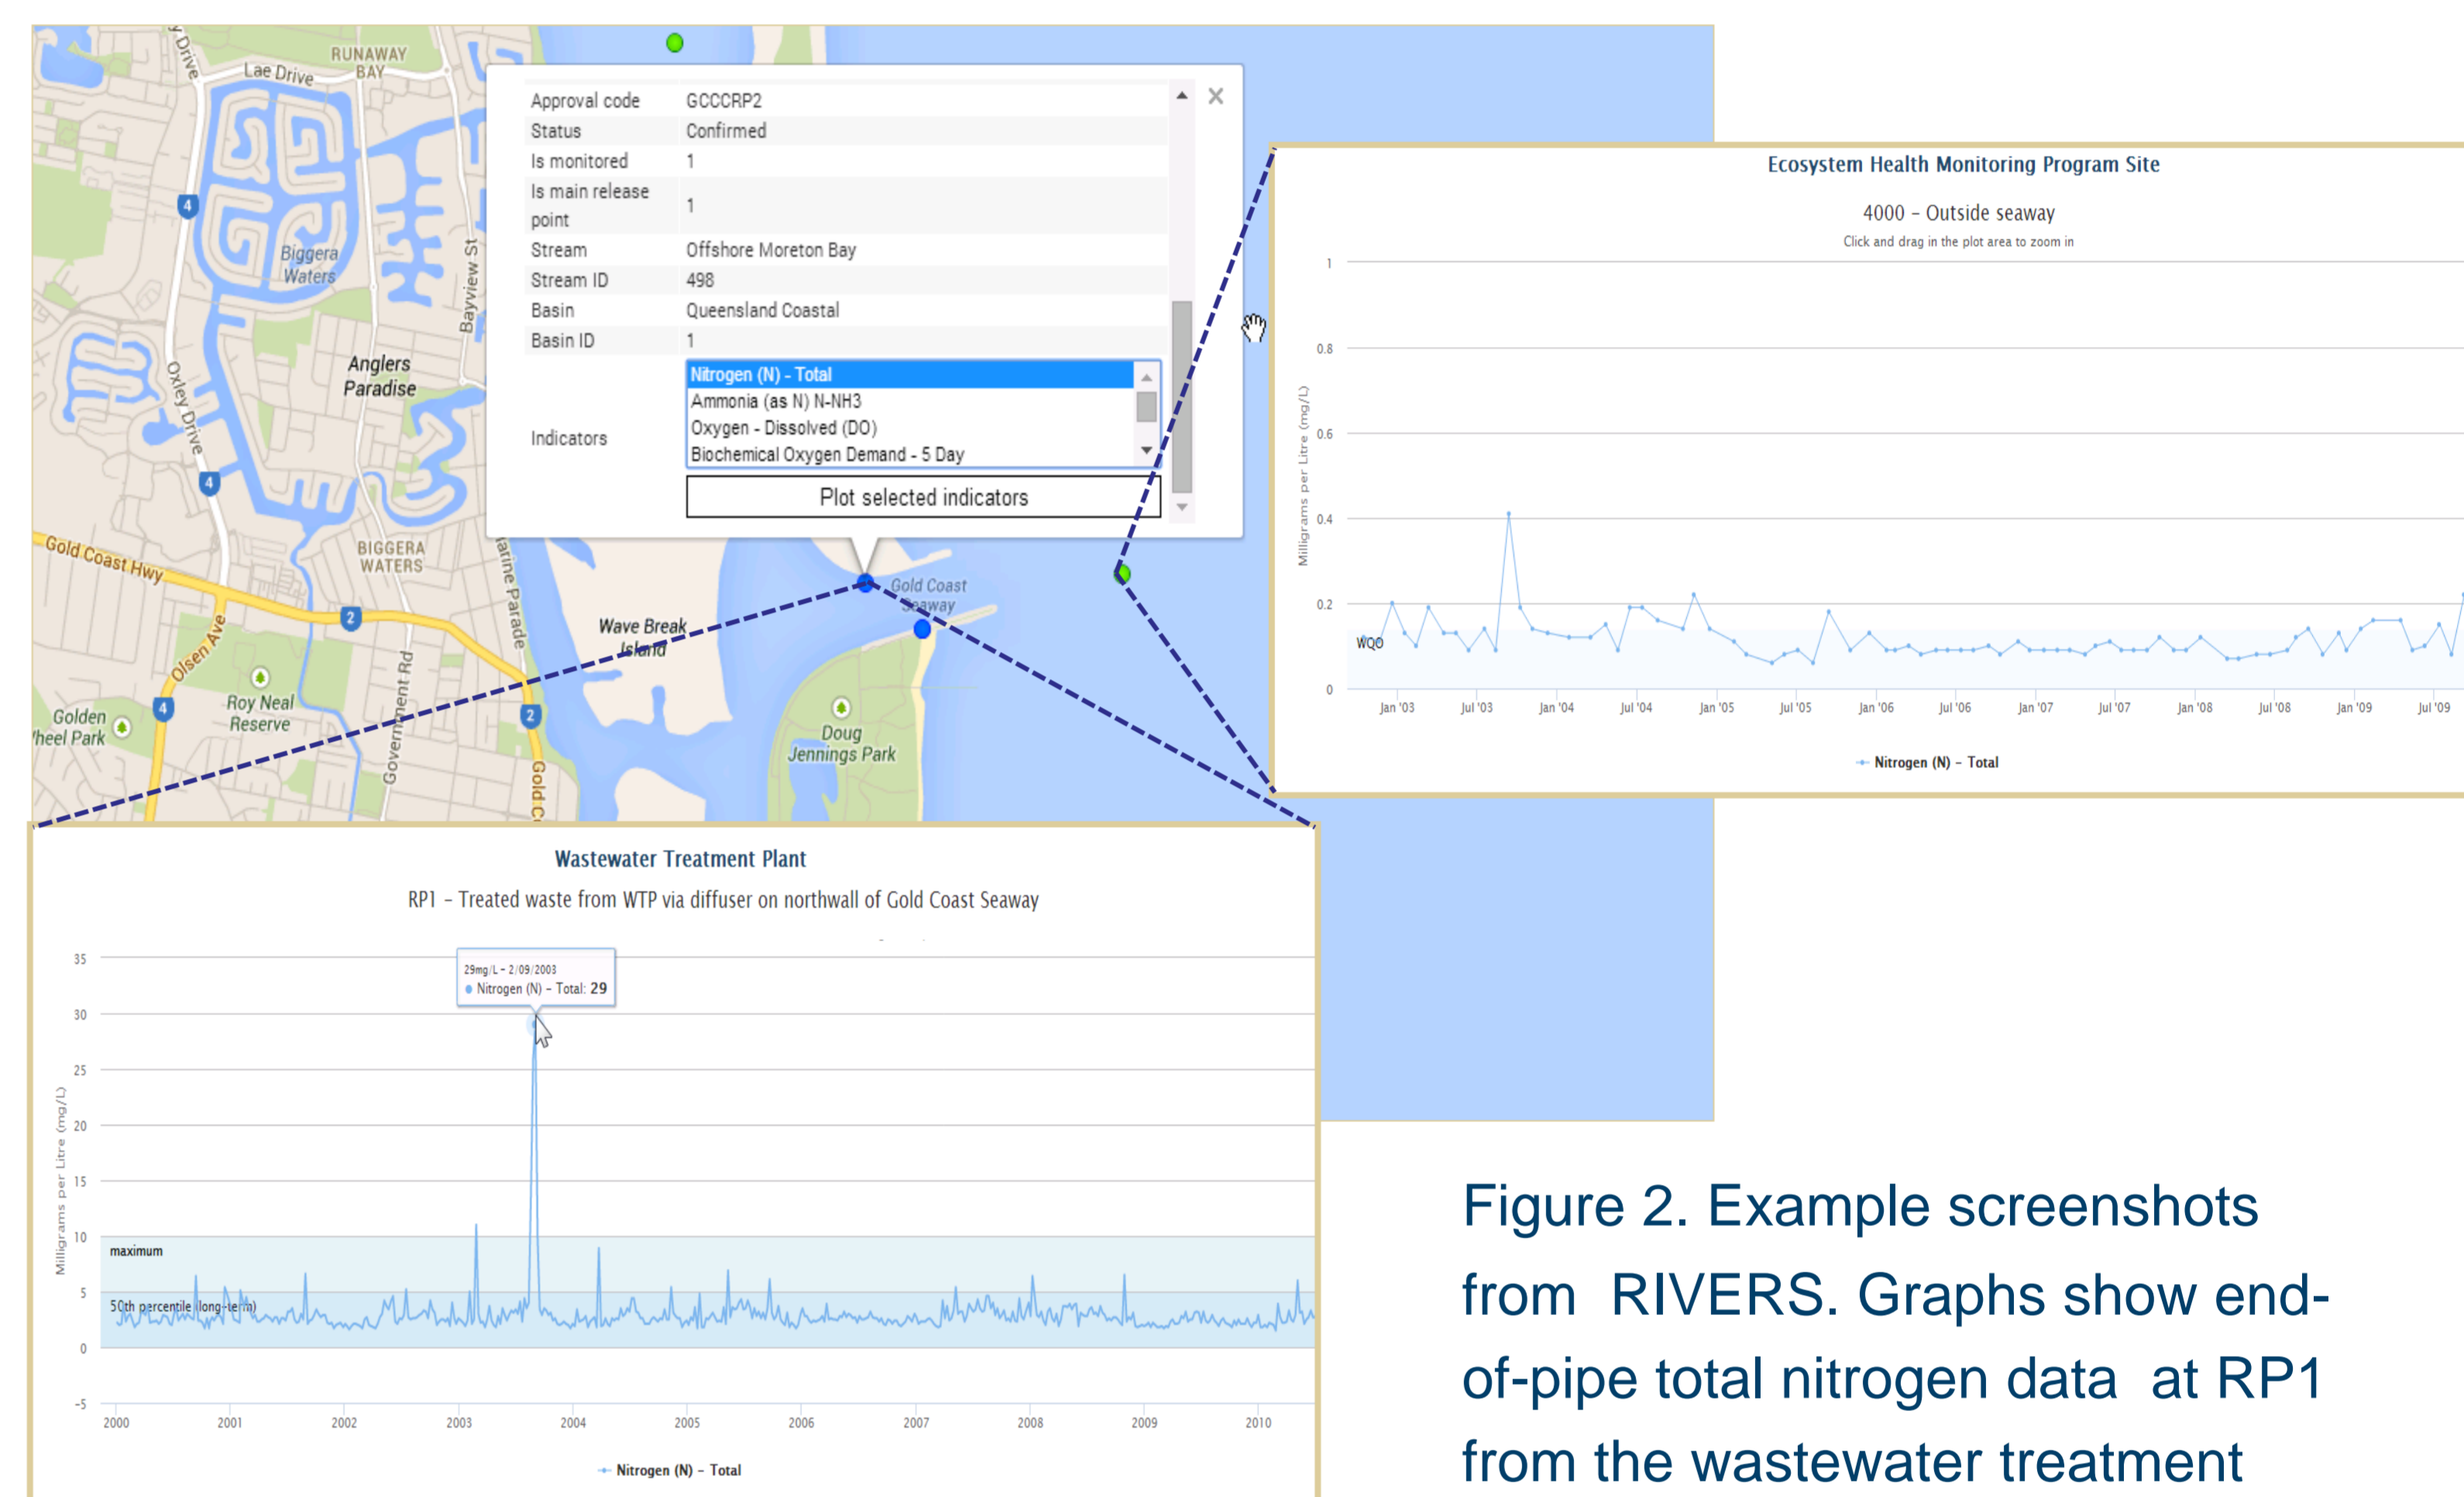 y Drive
Lae Drive
RUNAWAY
BAY
4
Biggera
Waters
Bayview St
Anglers
Paradise
Oxley Drive
4
Gold Coast Hwy
BIGGERA
WATERS
arine Parade
2
Olsen Ave
Roy Neal
Reserve
Government Rd
4
Golden
heel Park
2
Gold C
Wave Break
Island
Gold Coast
Seaway
Doug
Jennings Park
Approval code GCCCRP2
Status Confirmed
Is monitored 1
Is main release
point 1
Stream Offshore Moreton Bay
Stream ID 498
Basin Queensland Coastal
Basin ID 1
Indicators
Nitrogen (N) - Total
Ammonia (as N) N-NH3
Oxygen - Dissolved (DO)
Biochemical Oxygen Demand - 5 Day
Plot selected indicators
Ecosystem Health Monitoring Program Site
4000 - Outside seaway
Click and drag in the plot area to zoom in
Milligrams per Litre (mg/L)
1
0.8
0.6
0.4
0.2
WQO
0
Jan '03 Jul '03 Jan '04 Jul '04 Jan '05 Jul '05 Jan '06 Jul '06 Jan '07 Jul '07 Jan '08 Jul '08 Jan '09 Jul '09
Nitrogen (N) - Total
Wastewater Treatment Plant
RP1 - Treated waste from WTP via diffuser on northwall of Gold Coast Seaway
29mg/L - 2/09/2003
Nitrogen (N) - Total: 29
Milligrams per Litre (mg/L)
35
30
25
20
15
10
maximum
5
50th percentile (long-term)
0
-5
2000 2001 2002 2003 2004 2005 2006 2007 2008 2009 2010
Nitrogen (N) - Total
Figure 2. Example screenshots
from RIVERS. Graphs show end-
of-pipe total nitrogen data at RP1
from the wastewater treatment